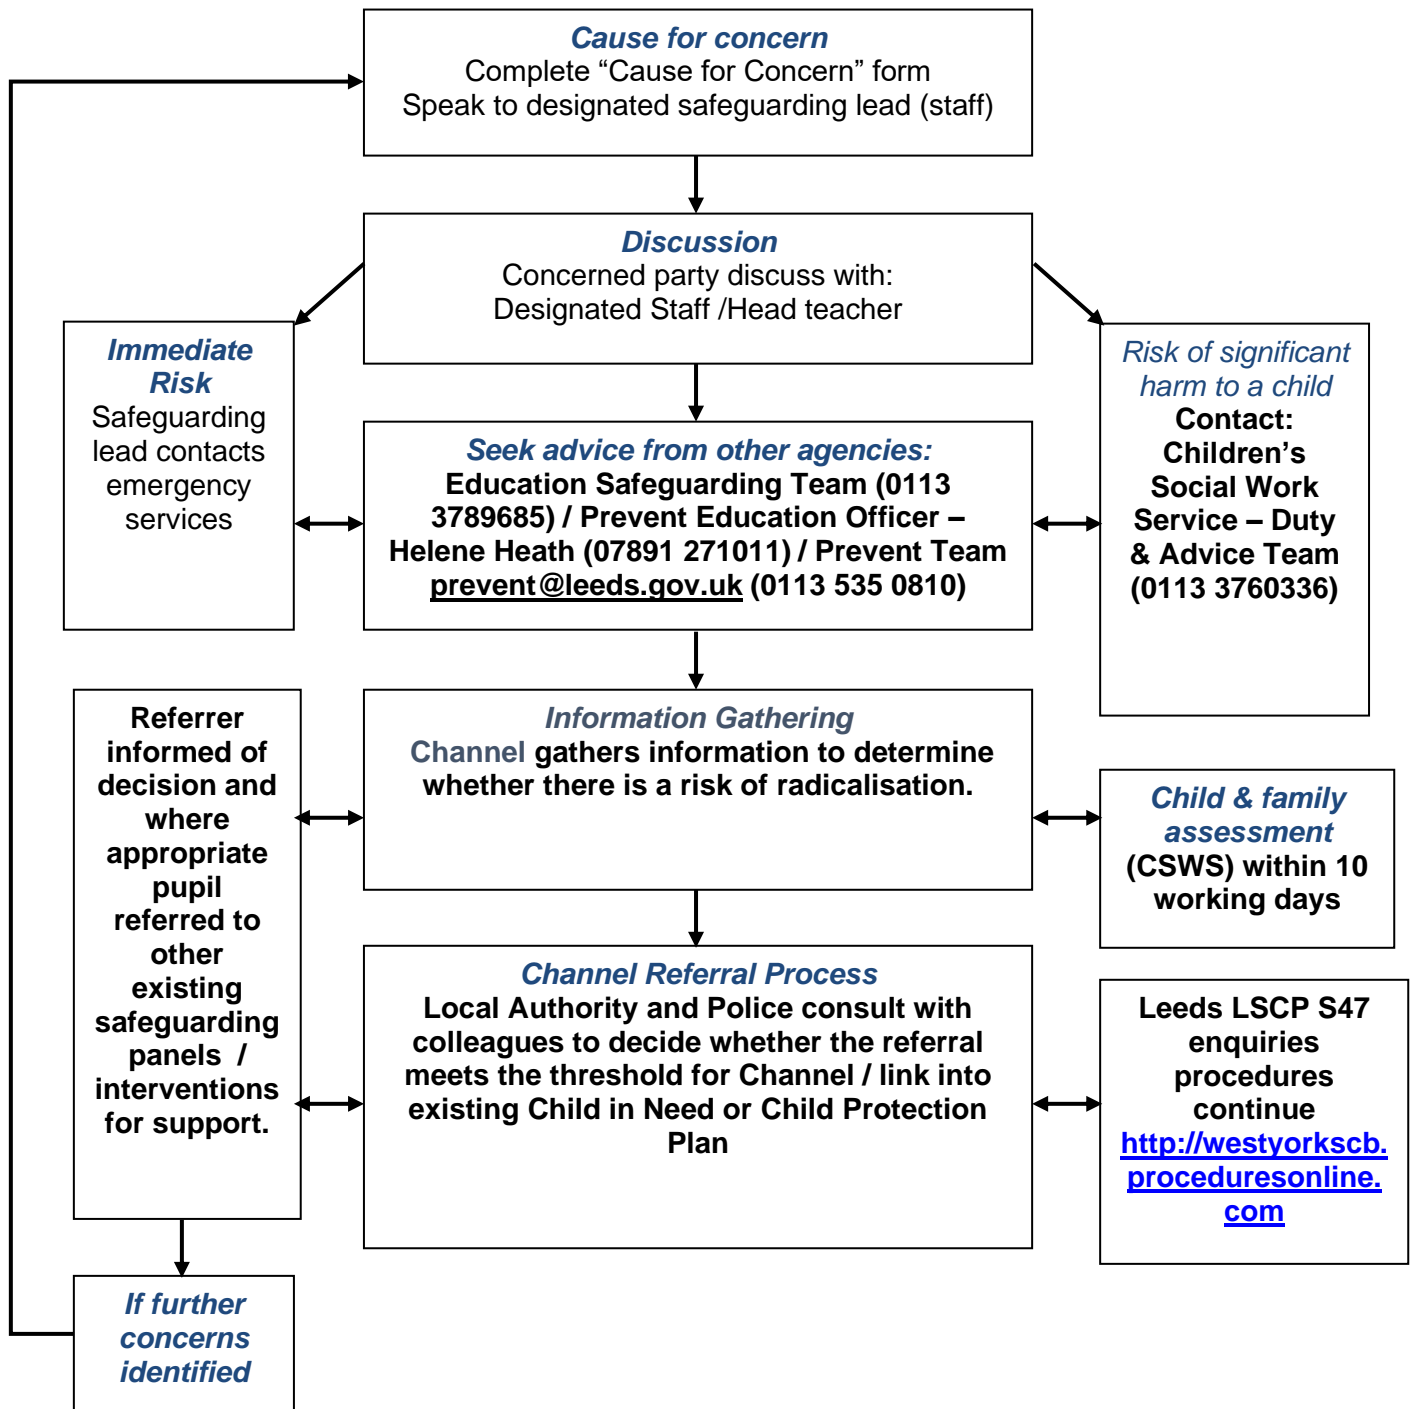 Cause for concern
Complete “Cause for Concern” form
Speak to designated safeguarding lead (staff)
Discussion
Concerned party discuss with:
Designated Staff /Head teacher
Immediate
Risk
Safeguarding
lead contacts
emergency
services
Seek advice from other agencies:
Education Safeguarding Team (0113
3789685) / Prevent Education Officer –
Helene Heath (07891 271011) / Prevent Team
prevent@leeds.gov.uk (0113 535 0810)
Risk of significant
harm to a child
Contact:
Children’s
Social Work
Service – Duty
& Advice Team
(0113 3760336)
Referrer
informed of
decision and
where
appropriate
pupil
referred to
other
existing
safeguarding
panels /
interventions
for support.
Information Gathering
Channel gathers information to determine
whether there is a risk of radicalisation.
Child & family
assessment
(CSWS) within 10
working days
Channel Referral Process
Local Authority and Police consult with
colleagues to decide whether the referral
meets the threshold for Channel / link into
existing Child in Need or Child Protection
Plan
Leeds LSCP S47
enquiries
procedures
continue
http://westyorkscb.
proceduresonline.
com
If further
concerns
identified